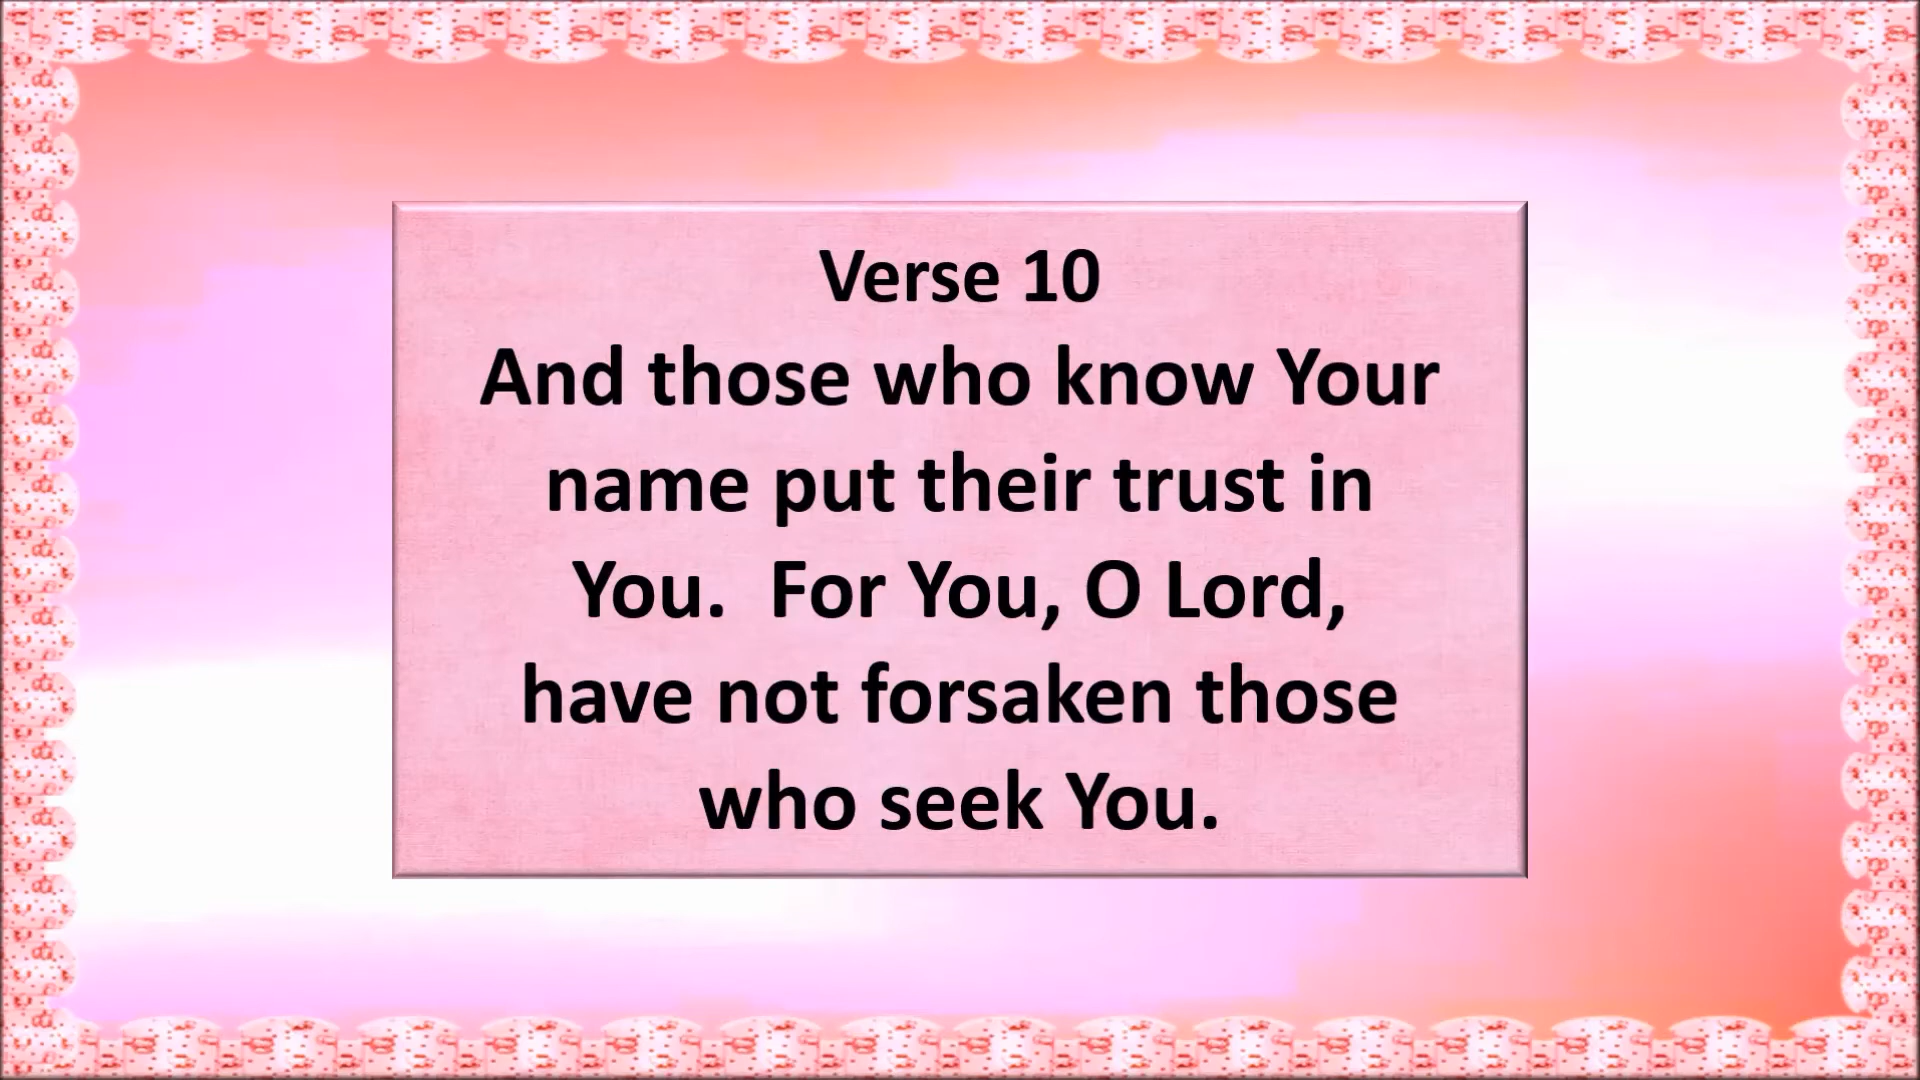 Verse 10
And those who know Your
name put their trust in
You.  For You, O Lord,
have not forsaken those
who seek You.